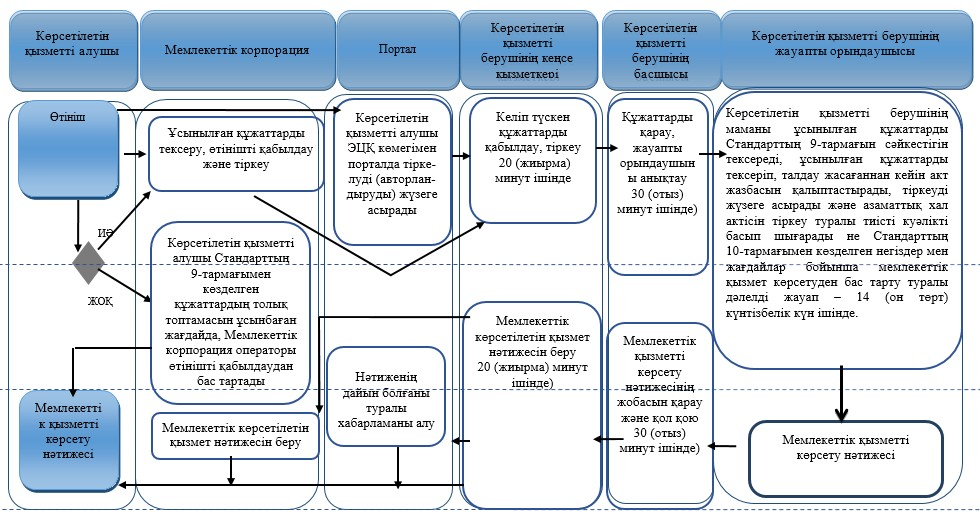 Көрсетілетін
қызметті алушы
Мемлекеттік корпорация
Портал
Көрсетілетін
қызметті
берушінің кеңсе
қызметкері
Көрсетілетін
қызметті
берушінің
басшысы
Көрсетілетін қызметті берушінің
жауапты орындаушысы
Өтініш
ИӘ
ЖОҚ
Мемлекетті
к қызметті
көрсету
нәтижесі
Ұсынылған құжаттарды
тексеру, өтінішті қабылдау
және тіркеу
Көрсетілетін қызметті
алушы Стандарттың
9-тармағымен
көзделген
құжаттардың толық
топтамасын ұсынбаған
жағдайда, Мемлекеттік
корпорация операторы
өтінішті қабылдаудан
бас тартады
Мемлекеттік көрсетілетін
қызмет нәтижесін беру
Көрсетілетін
қызметті алушы
ЭЦҚ көмегімен
порталда тірке-
луді (авторлан-
дыруды) жүзеге
асырады
Нәтиженің
дайын болғаны
туралы
хабарламаны алу
Келіп түскен
құжаттарды
қабылдау, тіркеу
20 (жиырма)
минут ішінде
Мемлекеттік
көрсетілетін қызмет
нәтижесін беру
20 (жиырма) минут
ішінде)
Құжаттарды
қарау,
жауапты
орындаушын
ы анықтау
30 (отыз)
минут ішінде)
Мемлекеттік
қызметті
көрсету
нәтижесінің
жобасын қарау
және қол қою
30 (отыз)
минут ішінде)
Көрсетілетін қызметті берушінің
маманы ұсынылған құжаттарды
Стандарттың 9-тармағын сәйкестігін
тексереді, ұсынылған құжаттарды
тексеріп, талдау жасағаннан кейін акт
жазбасын қалыптастырады, тіркеуді
жүзеге асырады және азаматтық хал
актісін тіркеу туралы тиісті куәлікті
басып шығарады не Стандарттың
10-тармағымен көзделген негіздер мен
жағдайлар бойынша мемлекеттік
қызмет көрсетуден бас тарту туралы
дәлелді жауап – 14 (он төрт)
күнтізбелік күн ішінде.
Мемлекеттік қызметті
көрсету нәтижесі